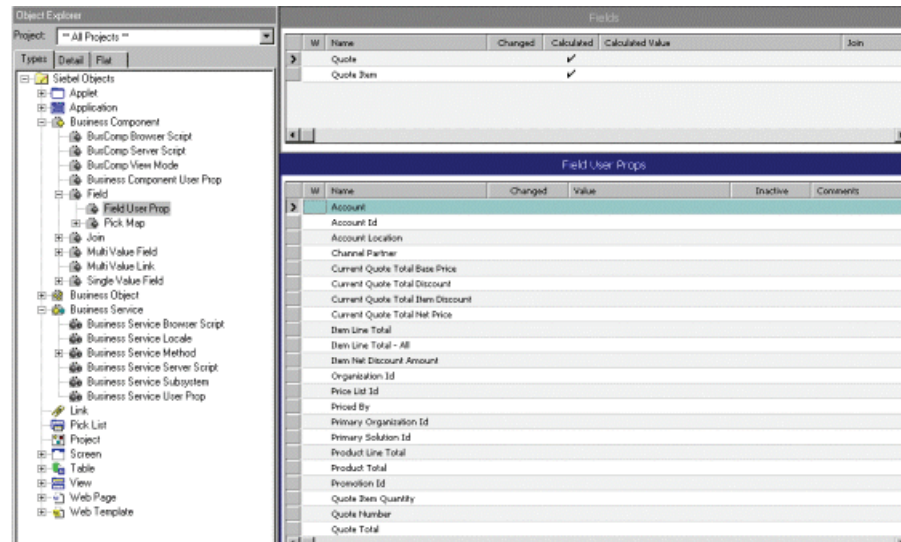 Object Explorer
Project: ** All Projects **
Types Detail Flat
Siebel Objects
Applet
Application
Business Component
BusComp Browser Script
BusComp Server Script
BusComp View Mode
Business Component User Prop
Field
Field User Prop
Pick Map
Join
Multi Value Field
Multi Value Link
Single Value Field
Business Object
Business Service
Business Service Browser Script
Business Service Locale
Business Service Method
Business Service Server Script
Business Service Subsystem
Business Service User Prop
Link
Pick List
Project
Screen
Table
View
Web Page
Web Template
Fields
W Name Changed Calculated Calculated Value Join
Quote
Quote Item
Field User Props
W Name Changed Value Inactive Comments
Account
Account Id
Account Location
Channel Partner
Current Quote Total Base Price
Current Quote Total Discount
Current Quote Total Item Discount
Current Quote Total Net Price
Item Line Total
Item Line Total - All
Item Net Discount Amount
Organization Id
Price List Id
Priced By
Primary Organization Id
Primary Solution Id
Product Line Total
Product Total
Promotion Id
Quote Item Quantity
Quote Number
Quote Total